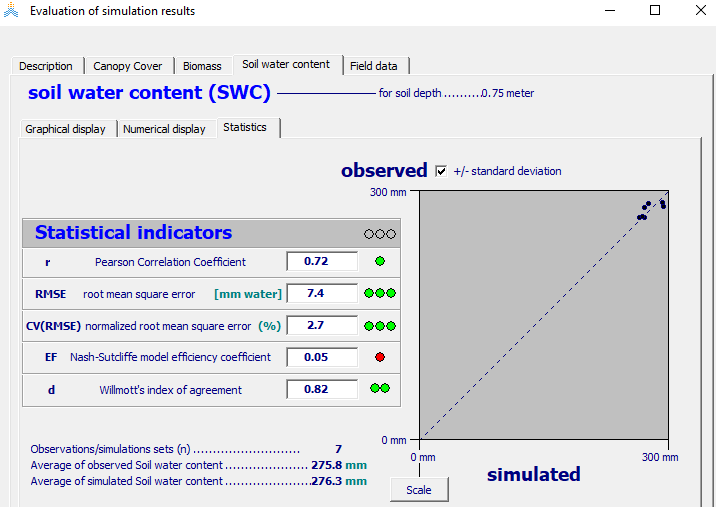 Evaluation of simulation results
Description Canopy Cover Biomass Soil water content Field data
soil water content (SWC) for soil depth ..........0.75 meter
Graphical display Numerical display Statistics
observed +/- standard deviation
300 mm
Statistical indicators
r Pearson Correlation Coefficient 0.72
RMSE root mean square error [mm water] 7.4
CV(RMSE) normalized root mean square error (%) 2.7
EF Nash-Sutcliffe model efficiency coefficient 0.05
d Willmott's index of agreement 0.82
0 mm
0 mm 300 mm
simulated
Observations/simulations sets (n) ........................... 7
Average of observed Soil water content ......................275.8 mm
Average of simulated Soil water content ......................276.3 mm
Scale